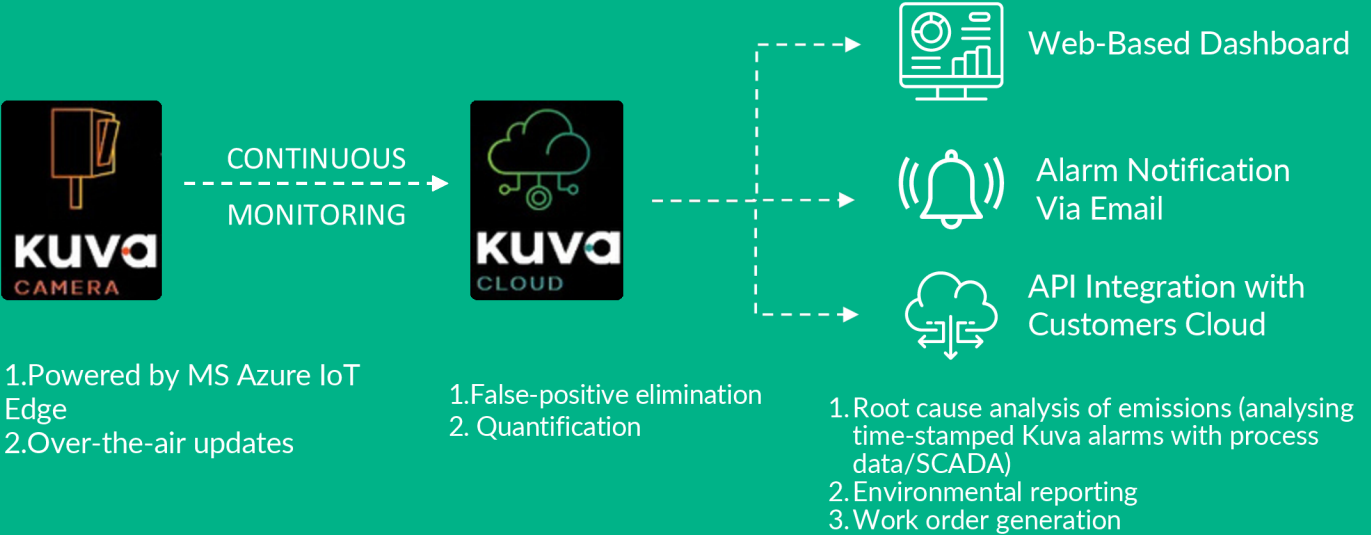 Web-Based Dashboard
CONTINUOUS
MONITORING
Alarm Notification
Via Email
KUVA
CAMERA
KUVA
CLOUD
API Integration with
Customers Cloud
1.Powered by MS Azure IoT
Edge
2.Over-the-air updates
1.False-positive elimination
2. Quantification
1. Root cause analysis of emissions (analysing
time-stamped Kuva alarms with process
data/SCADA)
2. Environmental reporting
3. Work order generation